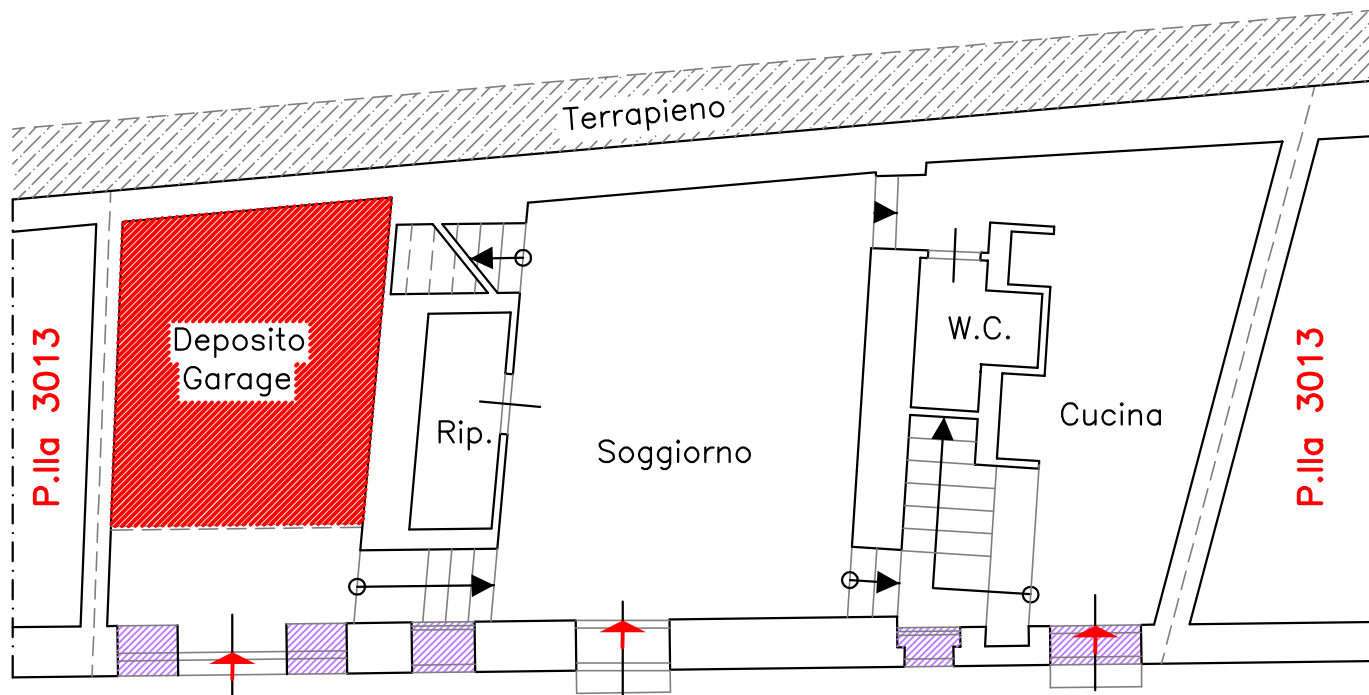 Terrapieno
P.lla 3013
Deposito
Garage
Rip.
Soggiorno
W.C.
Cucina
P.lla 3013